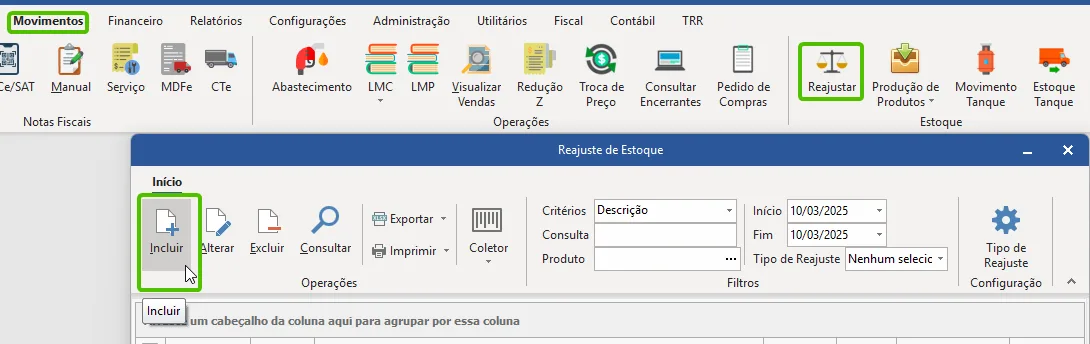 Movimentos Financeiro Relatórios Configurações Administração Utilitários Fiscal Contábil TRR
Ce/SAT Manual Serviço MDFe CTe Abastecimento LMC LMP Visualizar Vendas Redução Z Troca de Preço Consultar Encerrantes Pedido de Compras Reajustar Produção de Produtos Movimento Tanque Estoque Tanque
Notas Fiscais Operações Estoque
Reajuste de Estoque
Início
Incluir Alterar Excluir Consultar Exportar Imprimir Coletor
Critérios Descrição Início 10/03/2025
Consulta Fim 10/03/2025
Produto ... Tipo de Reajuste Nenhum selecic
Tipo de Reajuste
Operações Filtros Configuração
Incluir
um cabeçalho da coluna aqui para agrupar por essa coluna